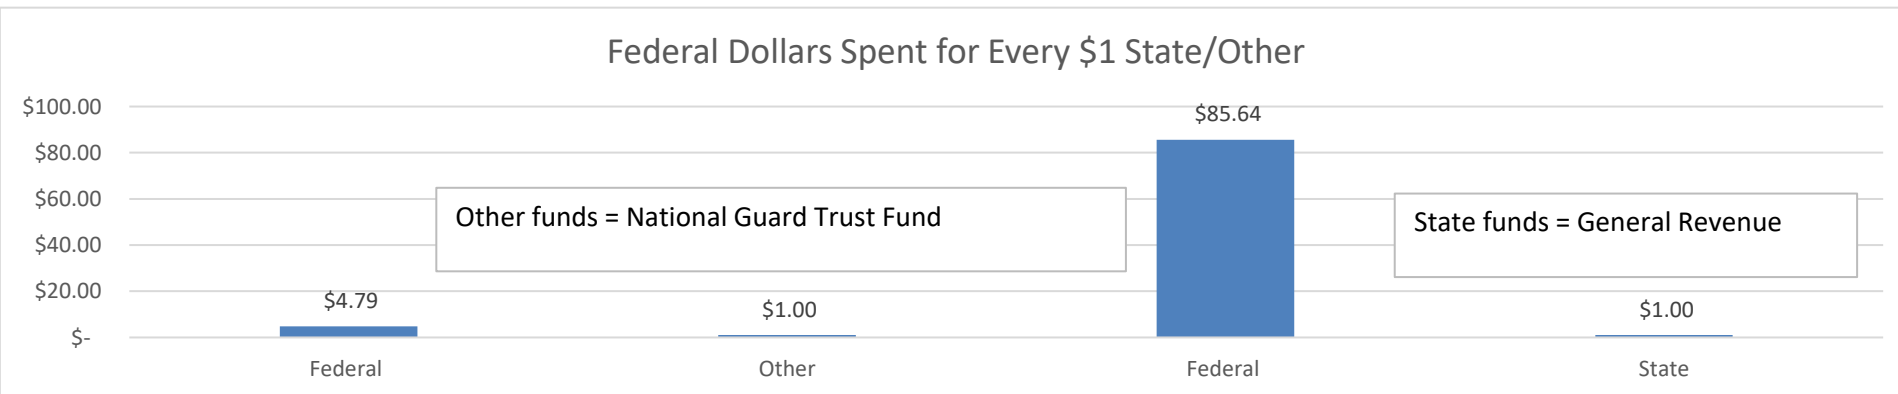 Federal Dollars Spent for Every $1 State/Other
$100.00
$80.00
$60.00
$40.00
$20.00
$-
$4.79
$1.00
$85.64
$1.00
Other funds = National Guard Trust Fund
State funds = General Revenue
Federal
Other
Federal
State